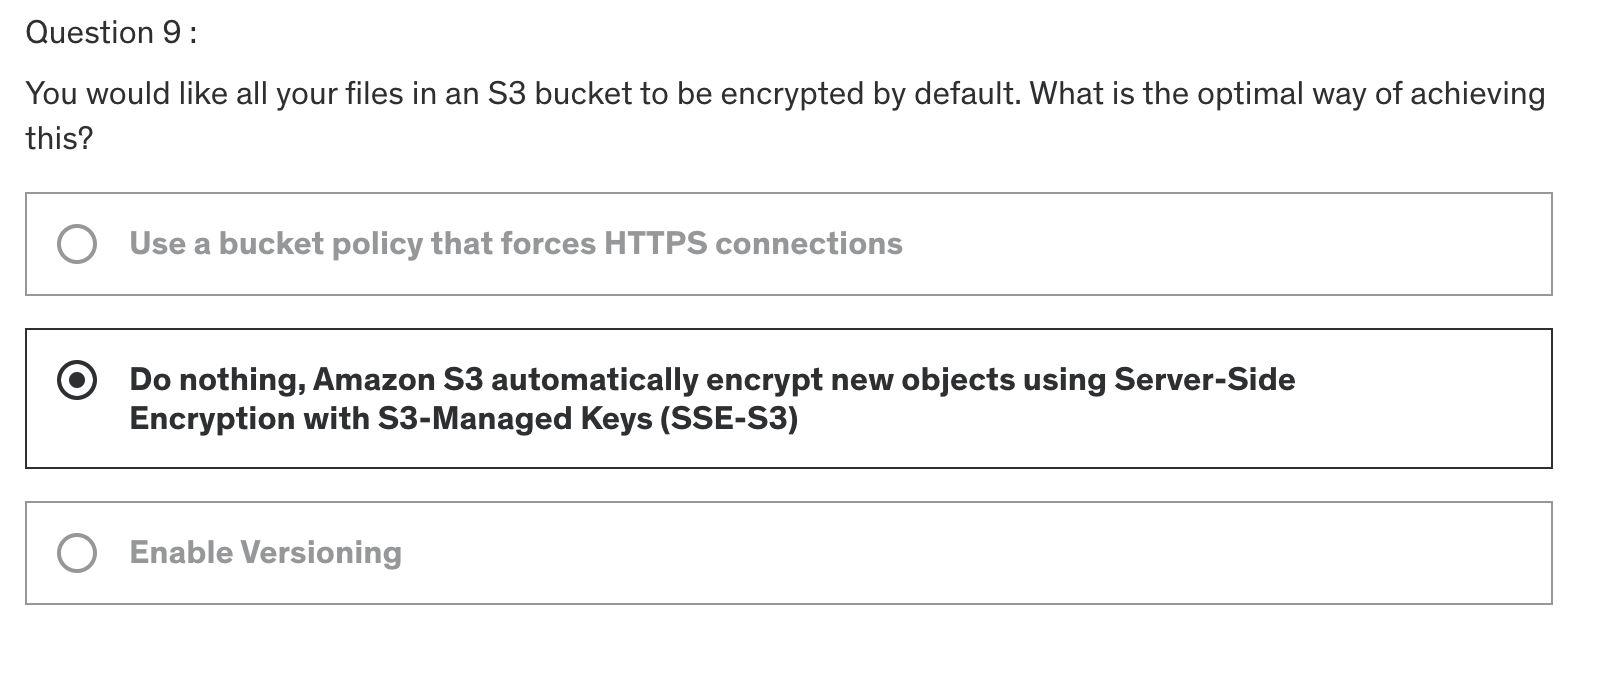 Question 9 :
You would like all your files in an S3 bucket to be encrypted by default. What is the optimal way of achieving
this?
Use a bucket policy that forces HTTPS connections
Do nothing, Amazon S3 automatically encrypt new objects using Server-Side
Encryption with S3-Managed Keys (SSE-S3)
Enable Versioning